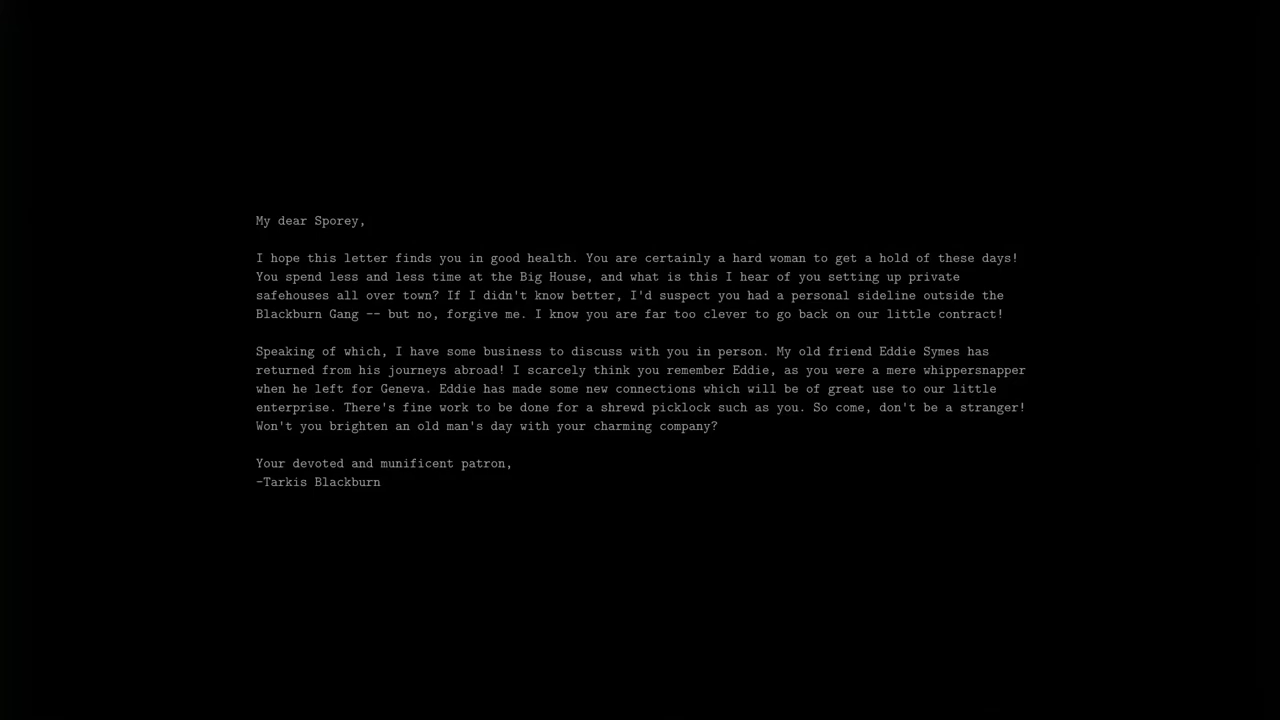 My dear Sporey,
I hope this letter finds you in good health. You are certainly a hard woman to get a hold of these days!
You spend less and less time at the Big House, and what is this I hear of you setting up private
safehouses all over town? If I didn't know better, I'd suspect you had a personal sideline outside the
Blackburn Gang -- but no, forgive me. I know you are far too clever to go back on our little contract!
Speaking of which, I have some business to discuss with you in person. My old friend Eddie Symes has
returned from his journeys abroad! I scarcely think you remember Eddie, as you were a mere whippersnapper
when he left for Geneva. Eddie has made some new connections which will be of great use to our little
enterprise. There's fine work to be done for a shrewd picklock such as you. So come, don't be a stranger!
Won't you brighten an old man's day with your charming company?
Your devoted and munificent patron,
-Tarkis Blackburn